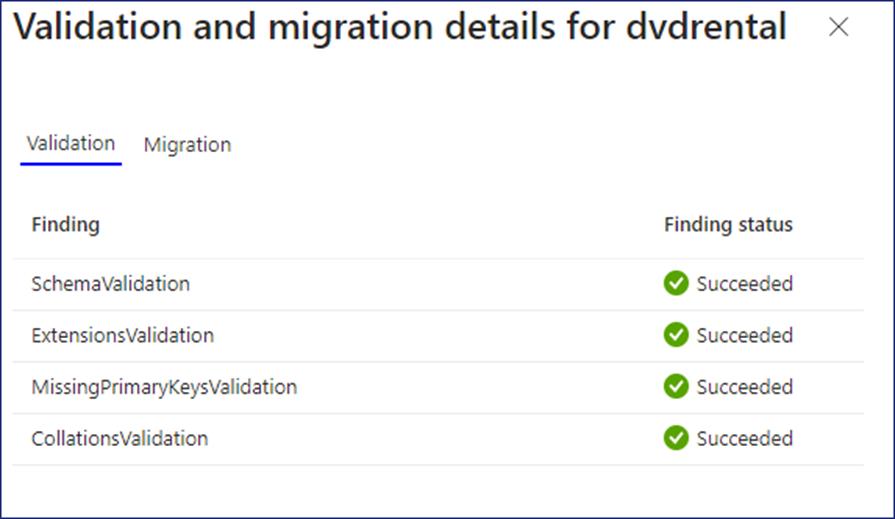 Validation and migration details for dvdrental
Validation Migration
Finding Finding status
SchemaValidation Succeeded
ExtensionsValidation Succeeded
MissingPrimaryKeysValidation Succeeded
CollationsValidation Succeeded